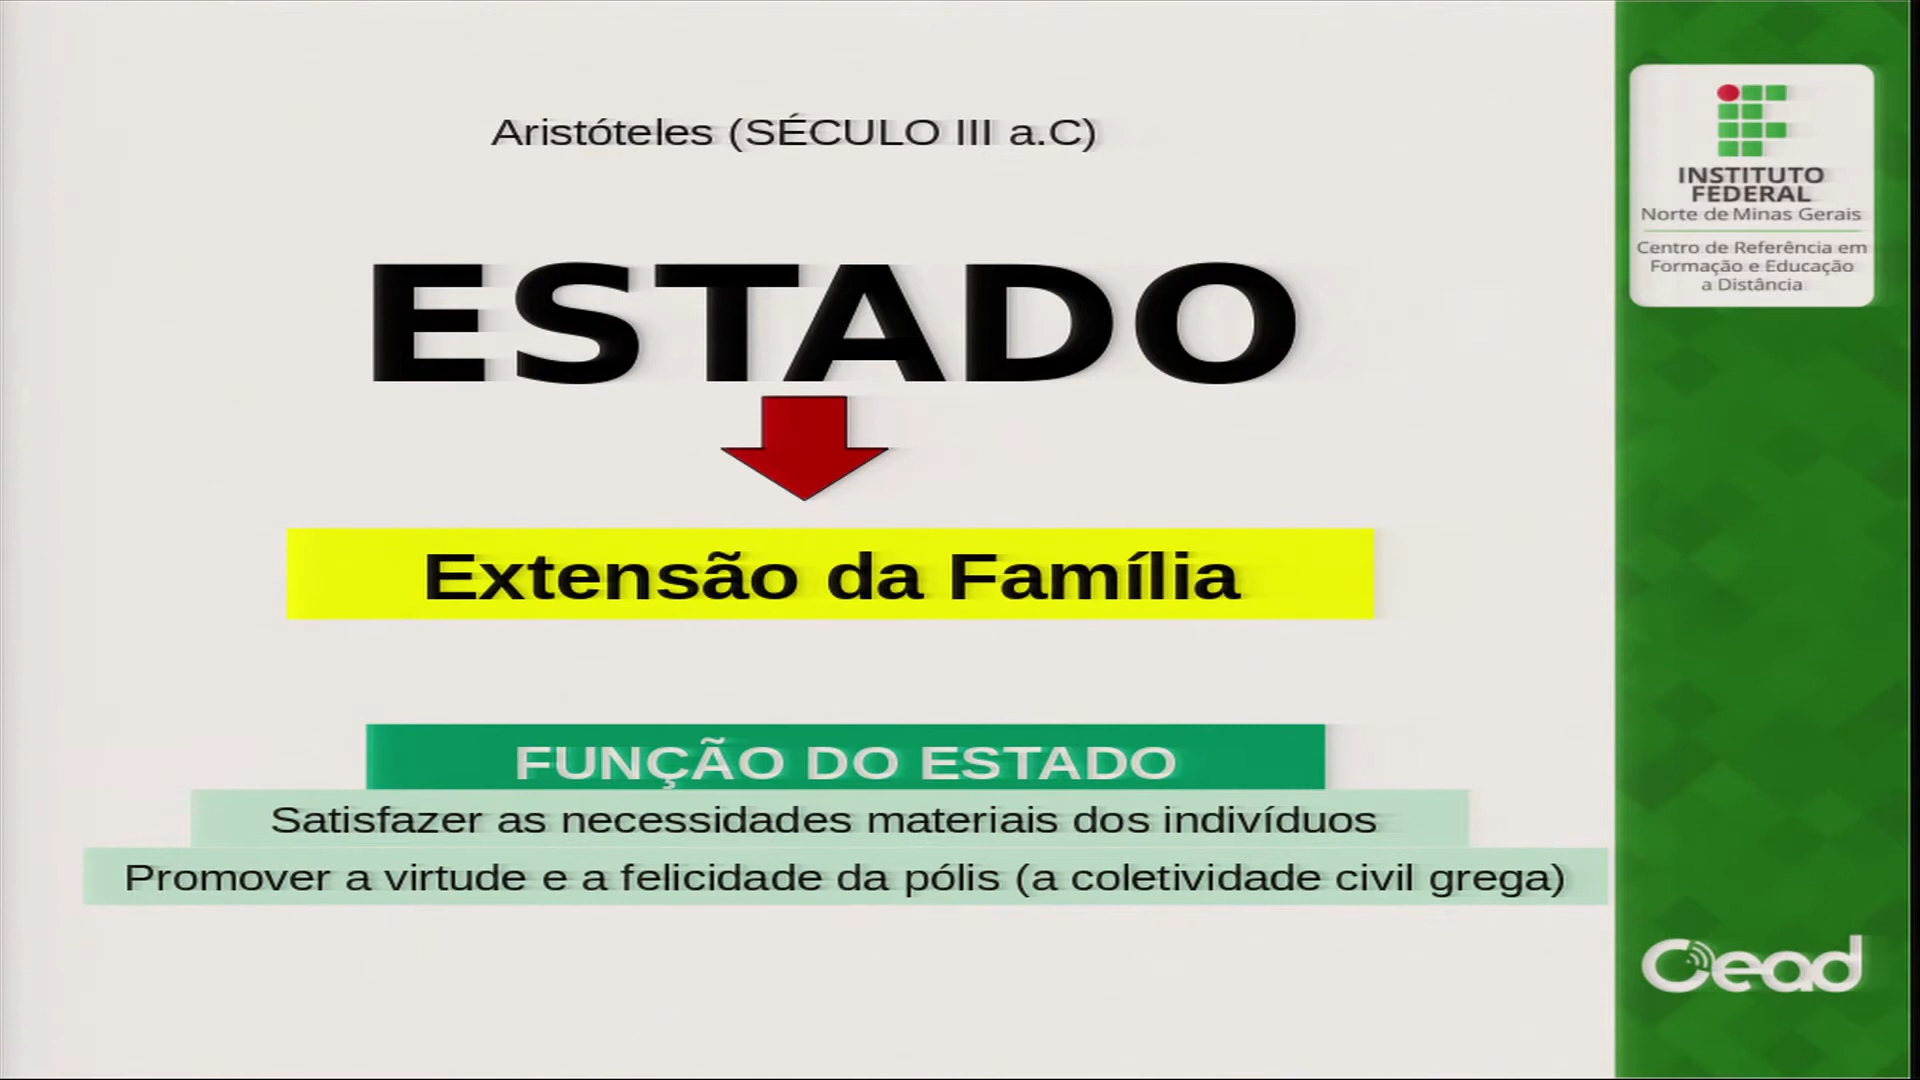 Aristóteles (SÉCULO III a.C)
ESTADO
Extensão da Família
FUNÇÃO DO ESTADO
Satisfazer as necessidades materiais dos indivíduos
Promover a virtude e a felicidade da pólis (a coletividade civil grega)
INSTITUTO
FEDERAL
Norte de Minas Gerais
Centro de Referência em
Formação e Educação
a Distância
Cead